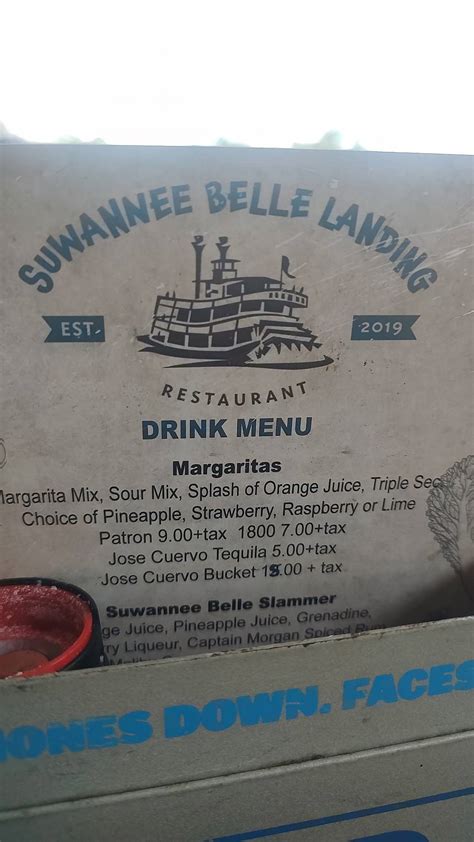 SUWANNEE BELLE LANDING
EST. 2019
RESTAURANT
DRINK MENU
Margaritas
Margarita Mix, Sour Mix, Splash of Orange Juice, Triple Sec
Choice of Pineapple, Strawberry, Raspberry or Lime
Patron 9.00+tax 1800 7.00+tax
Jose Cuervo Tequila 5.00+tax
Jose Cuervo Bucket + tax
Suwannee Belle Slammer
ge Juice, Pineapple Juice, Grenadine,
ry Liqueur, Captain Morgan Spiced Rum
ONES DOWN. FACES